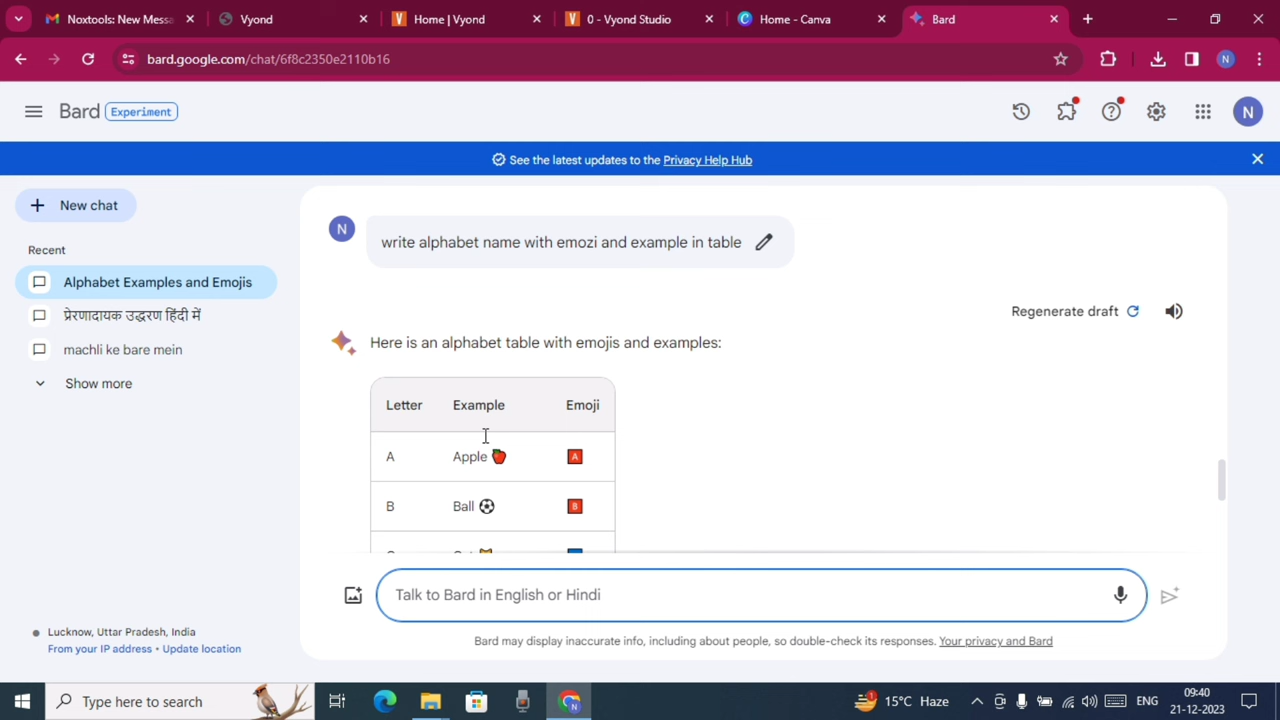 Noxtools: New Messa
Vyond
Home | Vyond
0 - Vyond Studio
Home - Canva
Bard
bard.google.com/chat/6f8c2350e2110b16
N
Bard Experiment
N
See the latest updates to the Privacy Help Hub
New chat
N
write alphabet name with emozi and example in table
Recent
Alphabet Examples and Emojis
Regenerate draft
प्रेरणादायक उद्धरण हिंदी में
Here is an alphabet table with emojis and examples:
machli ke bare mein
Show more
Letter Example Emoji
A Apple A
B Ball B
Talk to Bard in English or Hindi
Lucknow, Uttar Pradesh, India
From your IP address • Update location
Bard may display inaccurate info, including about people, so double-check its responses. Your privacy and Bard
Type here to search
N
1
15°C Haze
ENG
09:40
21-12-2023